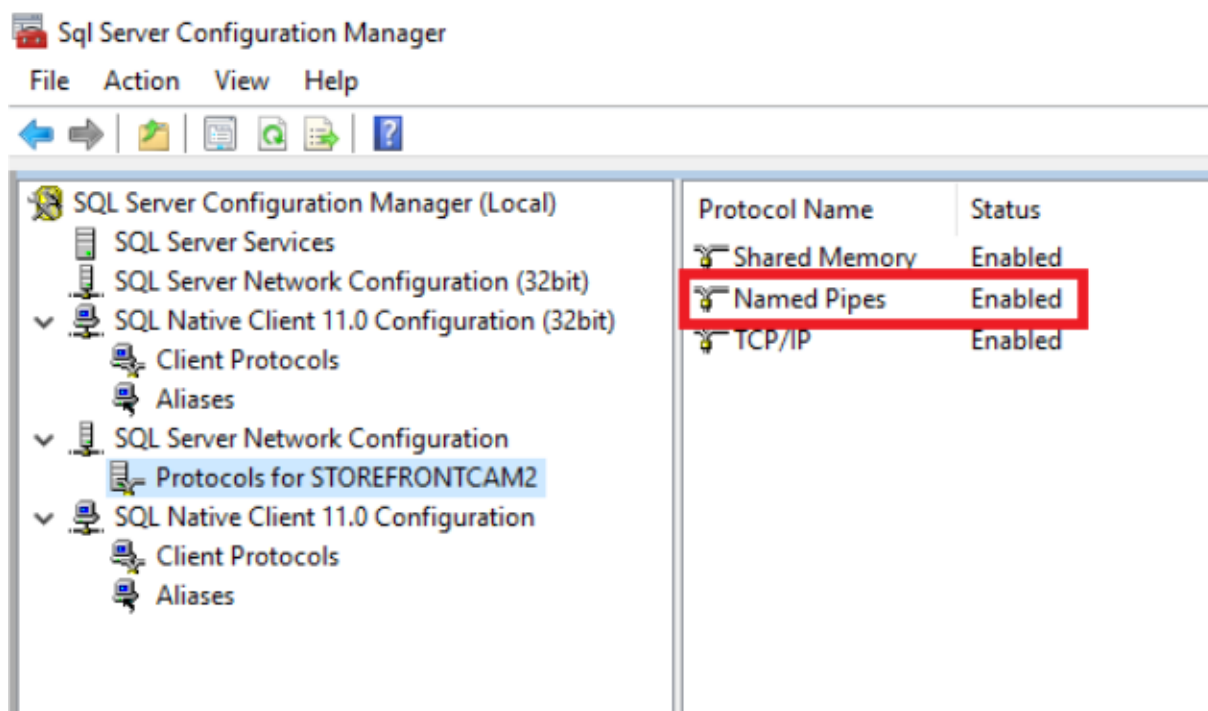 Sql Server Configuration Manager
File Action View Help
SQL Server Configuration Manager (Local)
SQL Server Services
SQL Server Network Configuration (32bit)
SQL Native Client 11.0 Configuration (32bit)
Client Protocols
Aliases
SQL Server Network Configuration
Protocols for STOREFRONTCAM2
SQL Native Client 11.0 Configuration
Client Protocols
Aliases
Protocol Name Status
Shared Memory Enabled
Named Pipes Enabled
TCP/IP Enabled